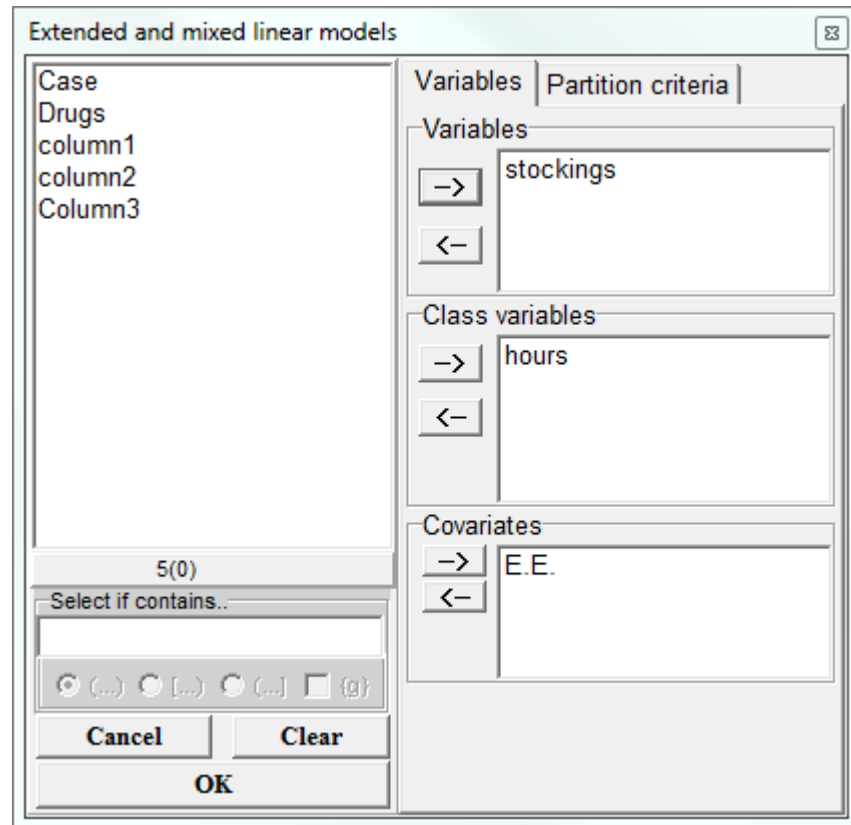 Extended and mixed linear models
Case
Drugs
column1
column2
Column3
5(0)
Select if contains..
(...) [...) (...] {g}
Cancel Clear
OK
Variables Partition criteria
Variables
–>
stockings
<–
Class variables
–>
hours
<–
Covariates
–>
E.E.
<–